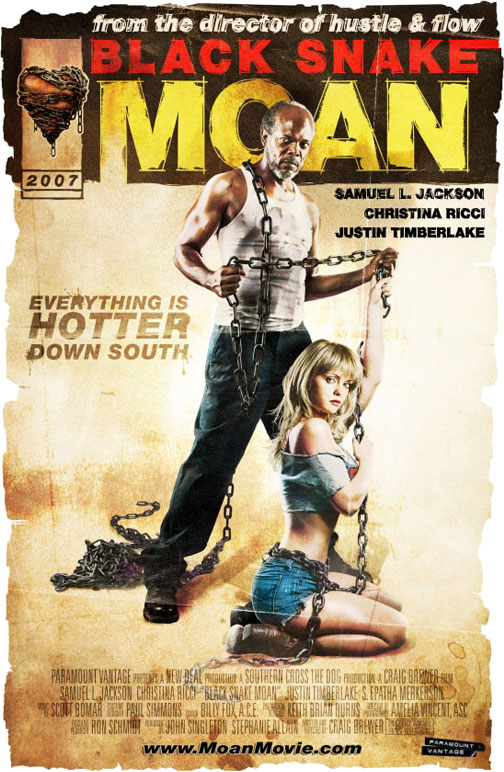 from the director of hustle & flow
BLACK SNAKE
MOAN
2007
SAMUEL L. JACKSON
CHRISTINA RICCI
JUSTIN TIMBERLAKE
EVERYTHING IS
HOTTER
DOWN SOUTH
PARAMOUNT VANTAGE PRESENTS A NEW DEAL PRODUCTION A SOUTHERN CROSS THE DOG PRODUCTION A CRAIG BREWER FILM
SAMUEL L. JACKSON CHRISTINA RICCI "BLACK SNAKE MOAN" JUSTIN TIMBERLAKE S. EPATHA MERKERSON
SCOTT BOMAR PAUL SIMMONS BILLY FOX, A.C.E. KEITH BRIAN BURNS AMELIA VINCENT, ASC
RON SCHMIDT JOHN SINGLETON STEPHANIE ALLAIN CRAIG BREWER
www.MoanMovie.com
PARAMOUNT
VANTAGE